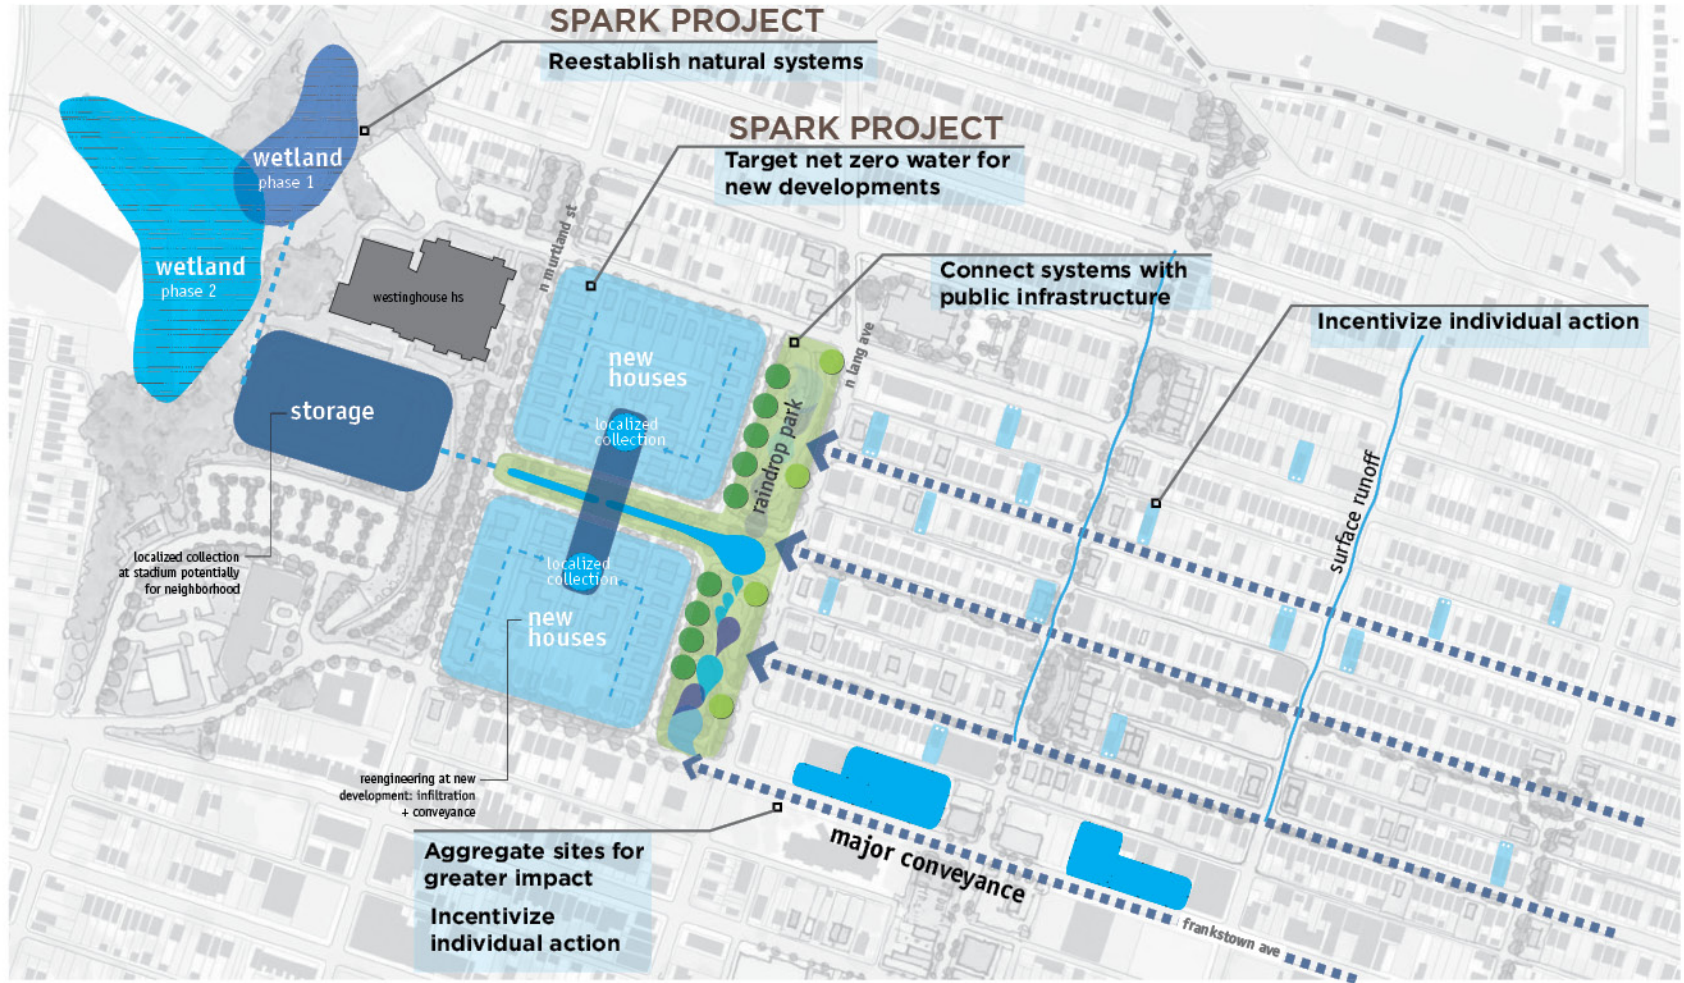 SPARK PROJECT
Reestablish natural systems
SPARK PROJECT
Target net zero water for
new developments
wetland
phase 1
n murtland st
wetland
phase 2
westinghouse hs
Connect systems with
public infrastructure
Incentivize individual action
new
houses
n lang ave
storage
localized
collection
raindrop park
surface runoff
localized collection
at stadium potentially
for neighborhood
localized
collection
new
houses
reengineering at new
development: infiltration
+ conveyance
major conveyance
Aggregate sites for
greater impact
Incentivize
individual action
frankstown ave